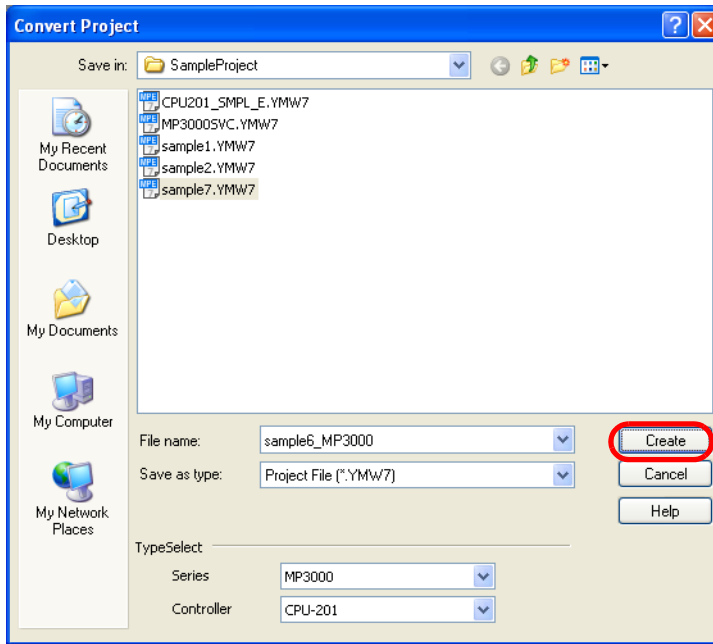 Convert Project
Save in:
SampleProject
CPU201_SMPL_E.YMW7
MP3000SVC.YMW7
sample1.YMW7
sample2.YMW7
sample7.YMW7
My Recent
Documents
Desktop
My Documents
My Computer
My Network
Places
File name:
sample6_MP3000
Create
Save as type:
Project File (*.YMW7)
Cancel
Help
TypeSelect
Series
MP3000
Controller
CPU-201